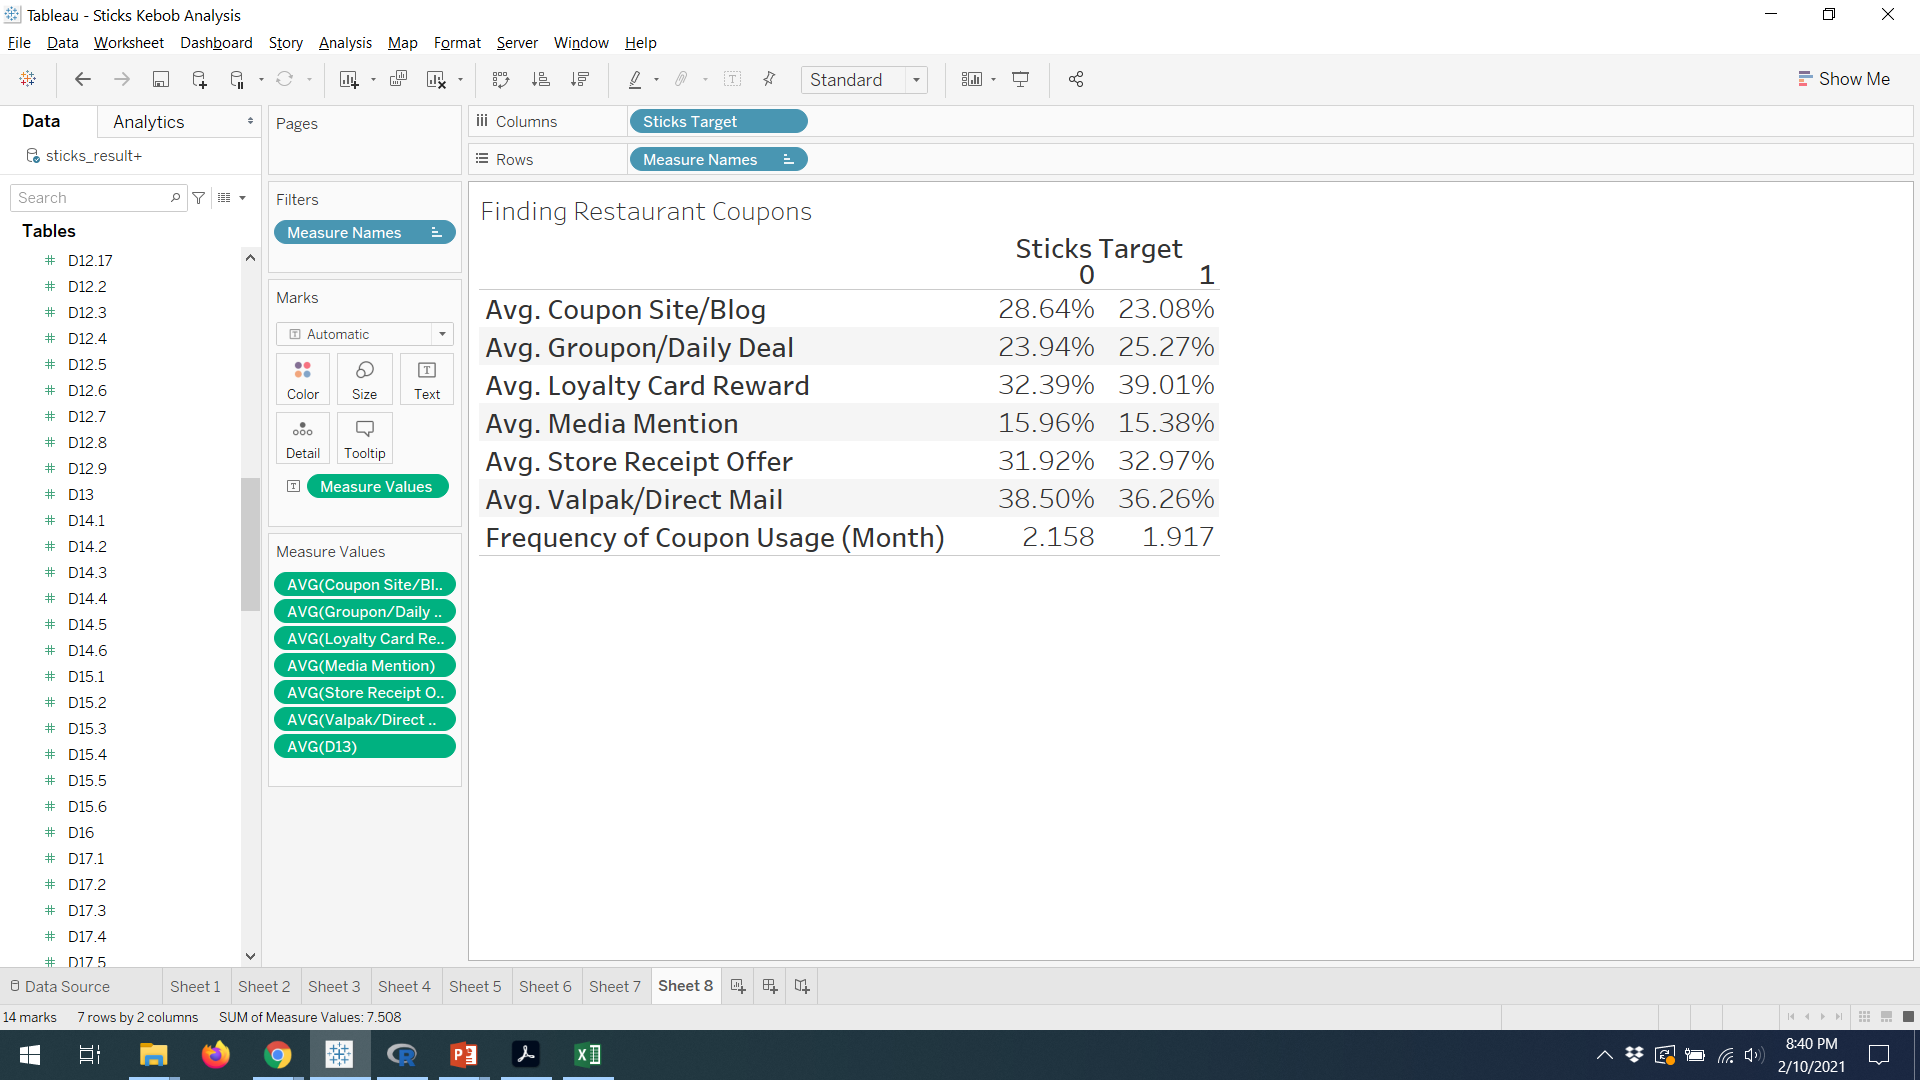 Tableau - Sticks Kebob Analysis
File Data Worksheet Dashboard Story Analysis Map Format Server Window Help
Standard
Show Me
Data
Analytics
sticks_result+
Search
Tables
D12.17
D12.2
D12.3
D12.4
D12.5
D12.6
D12.7
D12.8
D12.9
D13
D14.1
D14.2
D14.3
D14.4
D14.5
D14.6
D15.1
D15.2
D15.3
D15.4
D15.5
D15.6
D16
D17.1
D17.2
D17.3
D17.4
D17.5
Pages
Filters
Measure Names
Marks
T Automatic
Color
Size
T
Text
Detail
Tooltip
T Measure Values
Measure Values
AVG(Coupon Site/Bl..
AVG(Groupon/Daily ..
AVG(Loyalty Card Re..
AVG(Media Mention)
AVG(Store Receipt O..
AVG(Valpak/Direct ..
AVG(D13)
Columns
Sticks Target
Rows
Measure Names
Finding Restaurant Coupons
Sticks Target
0 1
Avg. Coupon Site/Blog 28.64% 23.08%
Avg. Groupon/Daily Deal 23.94% 25.27%
Avg. Loyalty Card Reward 32.39% 39.01%
Avg. Media Mention 15.96% 15.38%
Avg. Store Receipt Offer 31.92% 32.97%
Avg. Valpak/Direct Mail 38.50% 36.26%
Frequency of Coupon Usage (Month) 2.158 1.917
Data Source
Sheet 1
Sheet 2
Sheet 3
Sheet 4
Sheet 5
Sheet 6
Sheet 7
Sheet 8
14 marks 7 rows by 2 columns SUM of Measure Values: 7.508
8:40 PM
2/10/2021